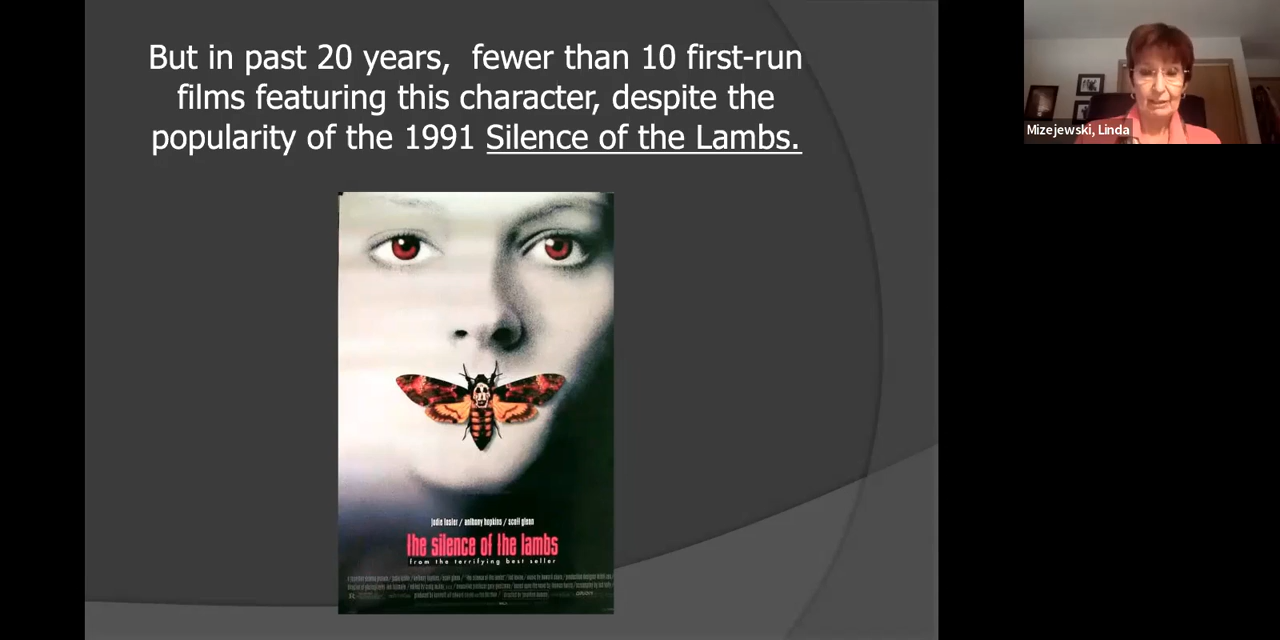 But in past 20 years,  fewer than 10 first-run
films featuring this character, despite the
popularity of the 1991 Silence of the Lambs.
Mizejewski, Linda
jodie foster / anthony hopkins / scott glenn
the silence of the lambs
from the terrifying best seller